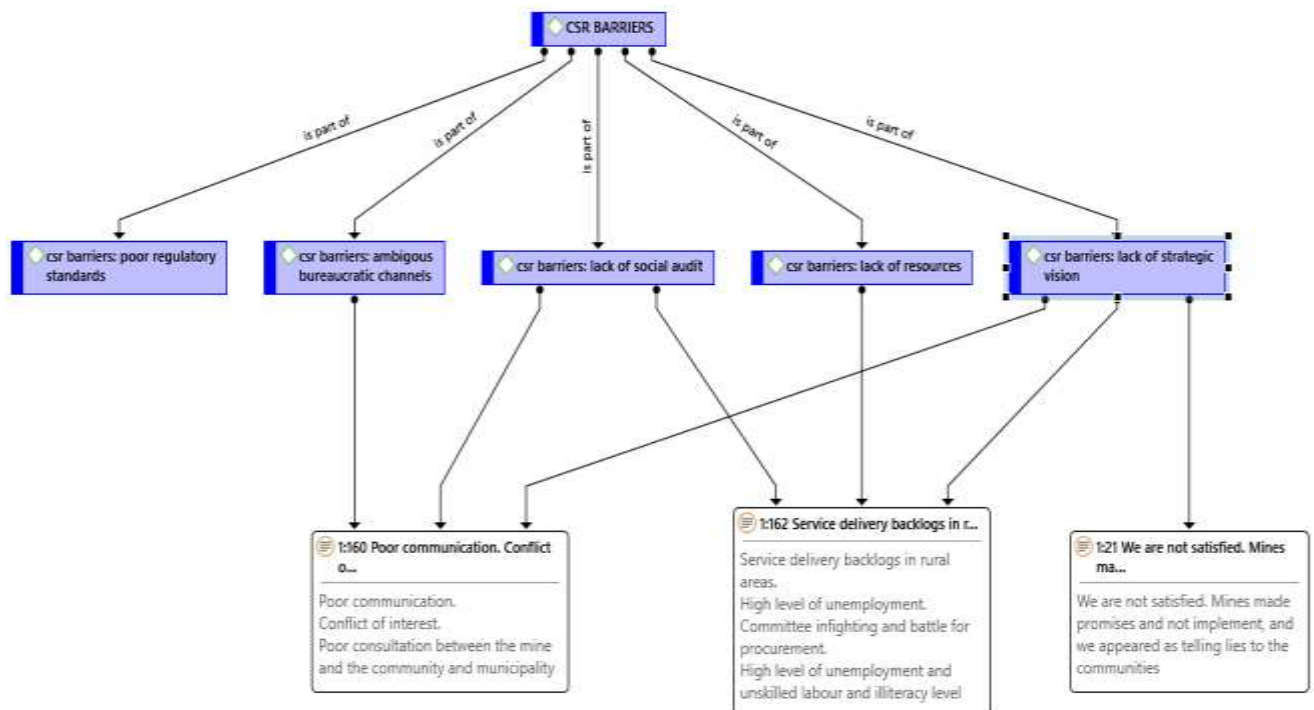 CSR BARRIERS
is part of
is part of
is part of
is part of
is part of
csr barriers: poor regulatory
standards
csr barriers: ambigous
bureaucratic channels
csr barriers: lack of social audit
csr barriers: lack of resources
csr barriers: lack of strategic
vision
1:160 Poor communication. Conflict
o...
Poor communication.
Conflict of interest.
Poor consultation between the mine
and the community and municipality
1:162 Service delivery backlogs in r...
Service delivery backlogs in rural
areas.
High level of unemployment.
Committee infighting and battle for
procurement.
High level of unemployment and
unskilled labour and illiteracy level
1:21 We are not satisfied. Mines
ma...
We are not satisfied. Mines made
promises and not implement, and
we appeared as telling lies to the
communities